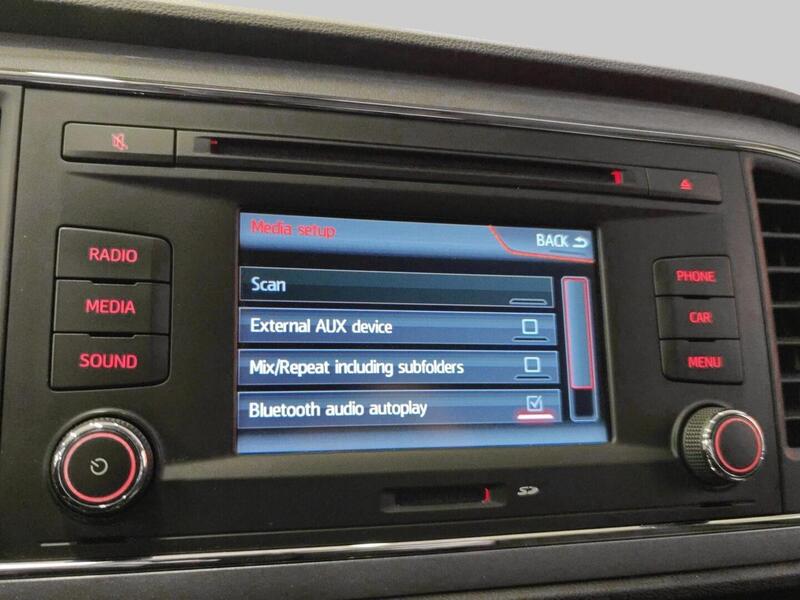 Media setup
BACK
Scan
External AUX device
Mix/Repeat including subfolders
Bluetooth audio autoplay
RADIO
MEDIA
SOUND
PHONE
CAR
MENU
SD